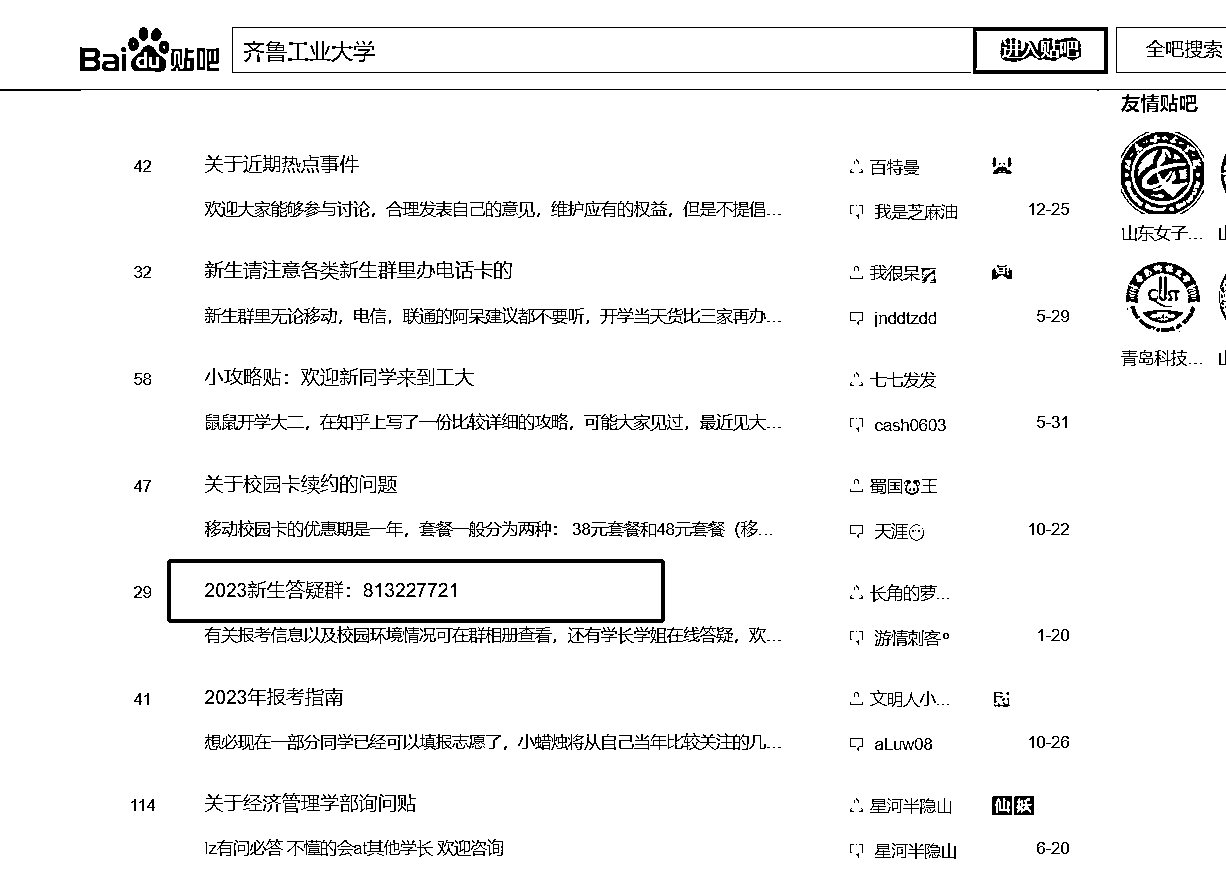 Bai du 贴吧 齐鲁工业大学 进入贴吧 全吧搜索
友情贴吧
42 关于近期热点事件 百特曼
欢迎大家能够参与讨论，合理发表自己的意见，维护应有的权益，但是不提倡... 我是芝麻油 12-25
山东女子...
32 新生请注意各类新生群里办电话卡的 我很呆
新生群里无论移动，电信，联通的阿呆建议都不要听，开学当天货比三家再办... jnddtzdd 5-29
青岛科技...
58 小攻略贴：欢迎新同学来到工大 七七发发
鼠鼠开学大二，在知乎上写了一份比较详细的攻略，可能大家见过，最近见大... cash0603 5-31
47 关于校园卡续约的问题 蜀国王
移动校园卡的优惠期是一年，套餐一般分为两种： 38元套餐和48元套餐（移... 天涯 10-22
29 2023新生答疑群：813227721 长角的萝...
有关报考信息以及校园环境情况可在群相册查看，还有学长学姐在线答疑，欢... 游情刺客 1-20
41 2023年报考指南 文明人小...
想必现在一部分同学已经可以填报志愿了，小蜡烛将从自己当年比较关注的几... aLuw08 10-26
114 关于经济管理学部询问贴 星河半隐山 仙妖
lz有问必答 不懂的会at其他学长 欢迎咨询 星河半隐山 6-20